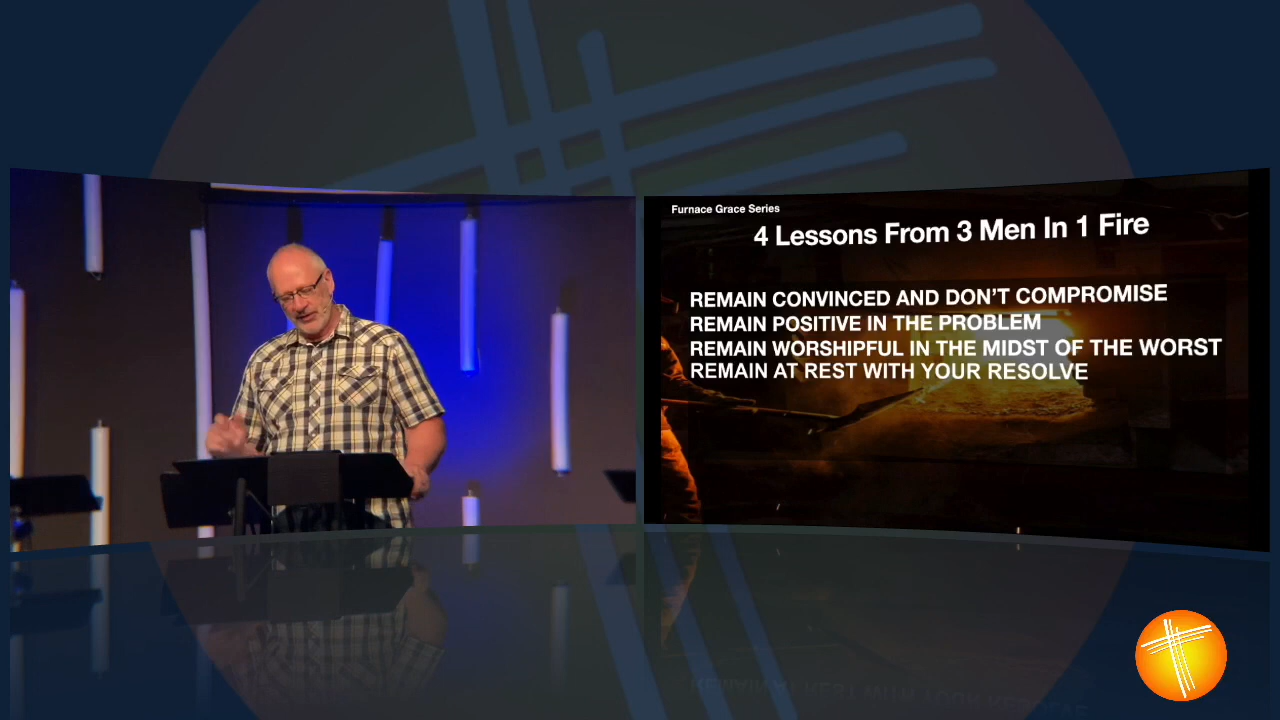 Furnace Grace Series
4 Lessons From 3 Men In 1 Fire
REMAIN CONVINCED AND DON'T COMPROMISE
REMAIN POSITIVE IN THE PROBLEM
REMAIN WORSHIPFUL IN THE MIDST OF THE WORST
REMAIN AT REST WITH YOUR RESOLVE